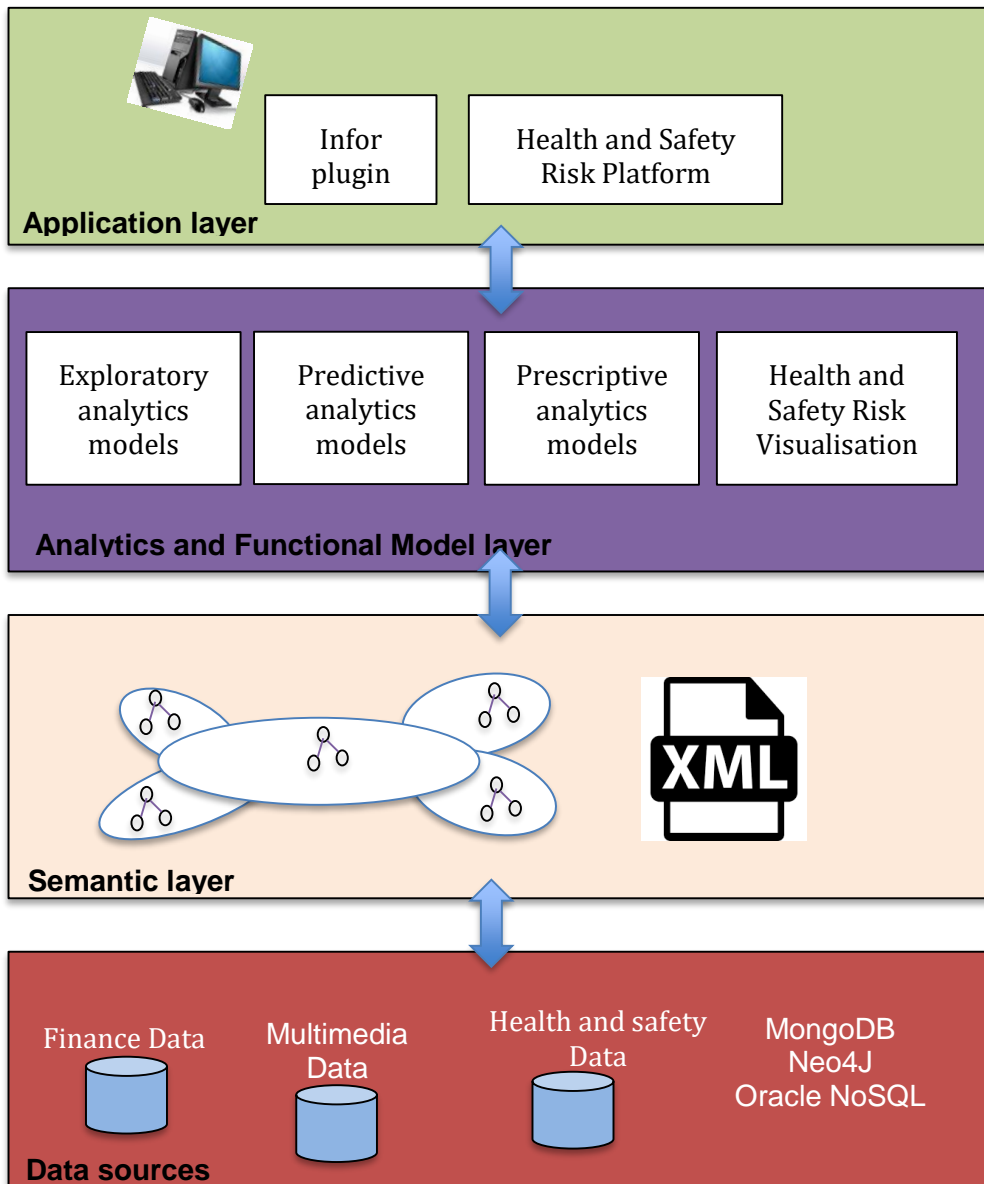 Infor
plugin
Health and Safety
Risk Platform
Application layer
Exploratory
analytics
models
Predictive
analytics
models
Prescriptive
analytics
models
Health and
Safety Risk
Visualisation
Analytics and Functional Model layer
XML
Semantic layer
Finance Data
Multimedia
Data
Health and safety
Data
MongoDB
Neo4J
Oracle NoSQL
Data sources